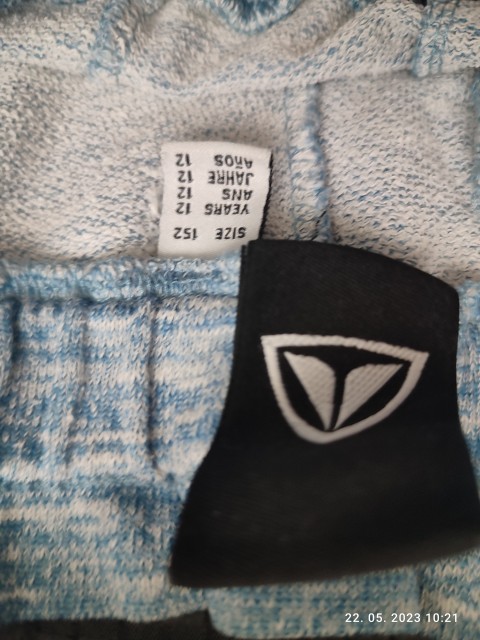 SIZE 152
YEARS 12
ANS 12
JAHRE 12
AÑOS 12
22. 05. 2023 10:21